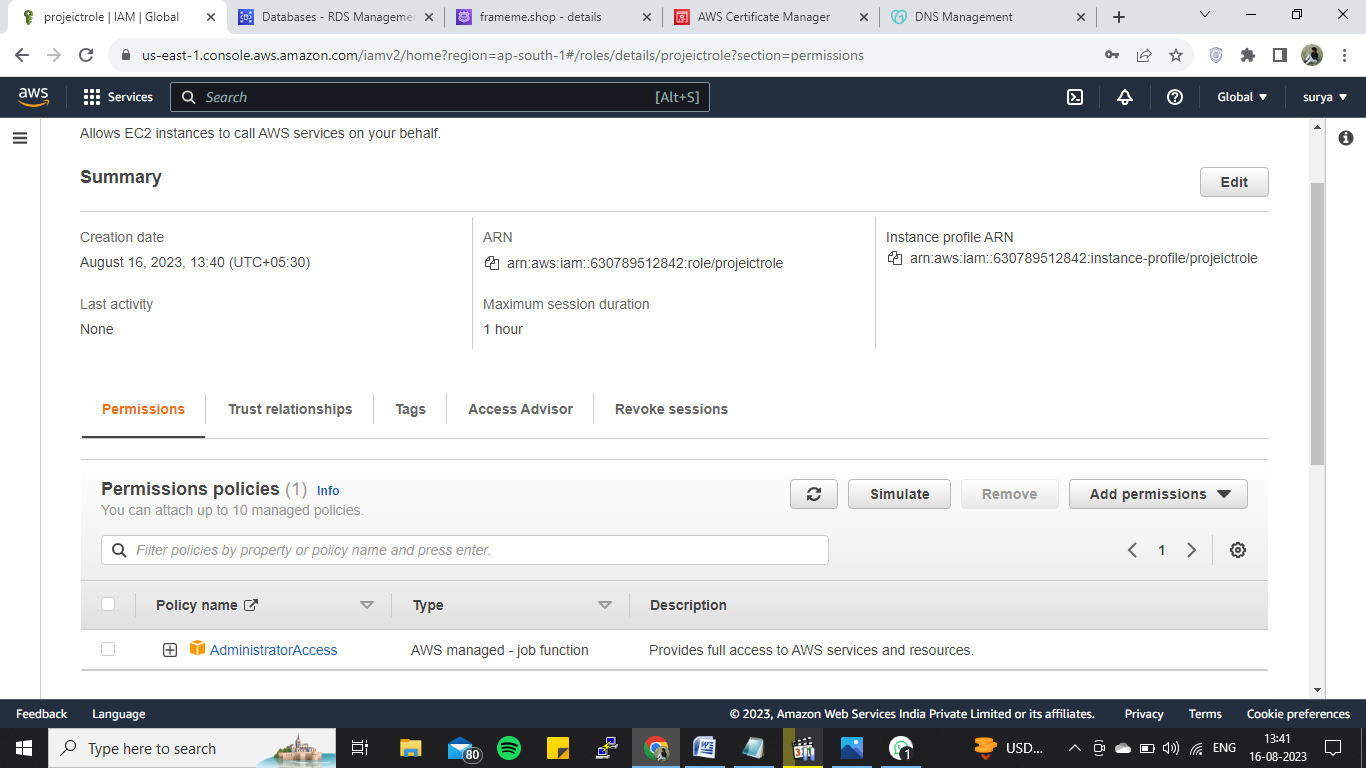 projeictrole | IAM | Global
Databases - RDS Manageme
frameme.shop - details
AWS Certificate Manager
DNS Management
us-east-1.console.aws.amazon.com/iamv2/home?region=ap-south-1#/roles/details/projeictrole?section=permissions
aws
Services
Search
[Alt+S]
Global
surya
Allows EC2 instances to call AWS services on your behalf.
Summary
Edit
Creation date
August 16, 2023, 13:40 (UTC+05:30)
ARN
arn:aws:iam::630789512842:role/projeictrole
Instance profile ARN
arn:aws:iam::630789512842:instance-profile/projeictrole
Last activity
None
Maximum session duration
1 hour
Permissions
Trust relationships
Tags
Access Advisor
Revoke sessions
Permissions policies (1) Info
You can attach up to 10 managed policies.
Simulate
Remove
Add permissions
Filter policies by property or policy name and press enter.
1
Policy name
Type
Description
AdministratorAccess
AWS managed - job function
Provides full access to AWS services and resources.
Feedback
Language
© 2023, Amazon Web Services India Private Limited or its affiliates.
Privacy
Terms
Cookie preferences
Type here to search
80
1
USD...
ENG
13:41
16-08-2023